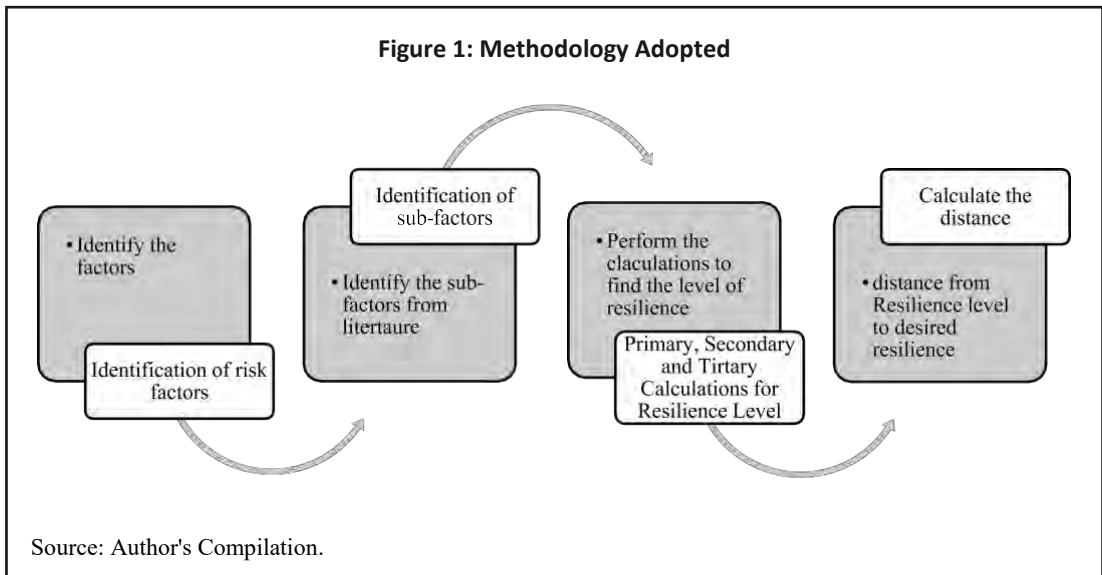 Figure 1: Methodology Adopted
• Identify the
factors
Identification of risk
factors
Identification of
sub-factors
• Identify the sub-
factors from
litertaure
• Perform the
claculations to
find the level of
resilience
Primary, Secondary
and Tirtary
Calculations for
Resilience Level
Calculate the
distance
• distance from
Resilience level
to desired
resilience
Source: Author's Compilation.